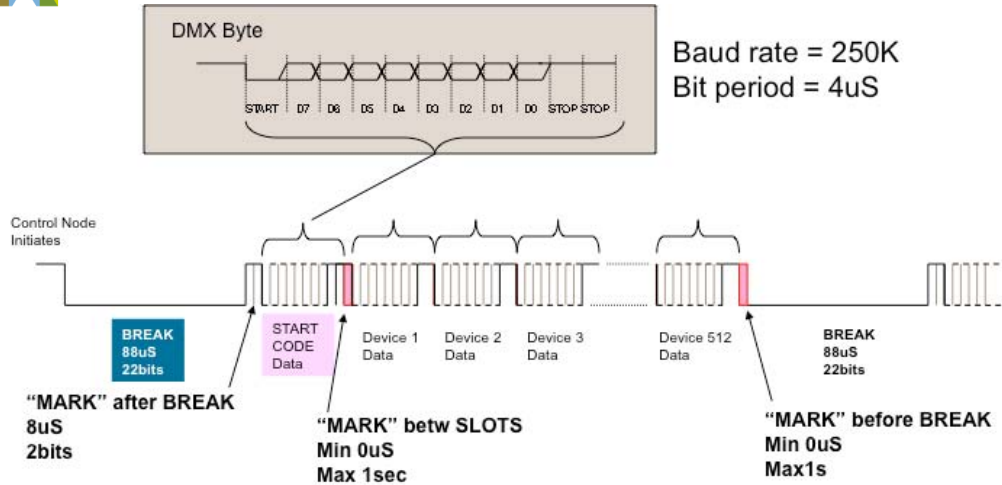 DMX Byte
START D7 D6 D5 D4 D3 D2 D1 D0 STOP STOP
Baud rate = 250K
Bit period = 4uS
Control Node
Initiates
BREAK
88uS
22bits
START
CODE
Data
Device 1
Data
Device 2
Data
Device 3
Data
Device 512
Data
BREAK
88uS
22bits
“MARK” after BREAK
8uS
2bits
“MARK” betw SLOTS
Min 0uS
Max 1sec
“MARK” before BREAK
Min 0uS
Max1s